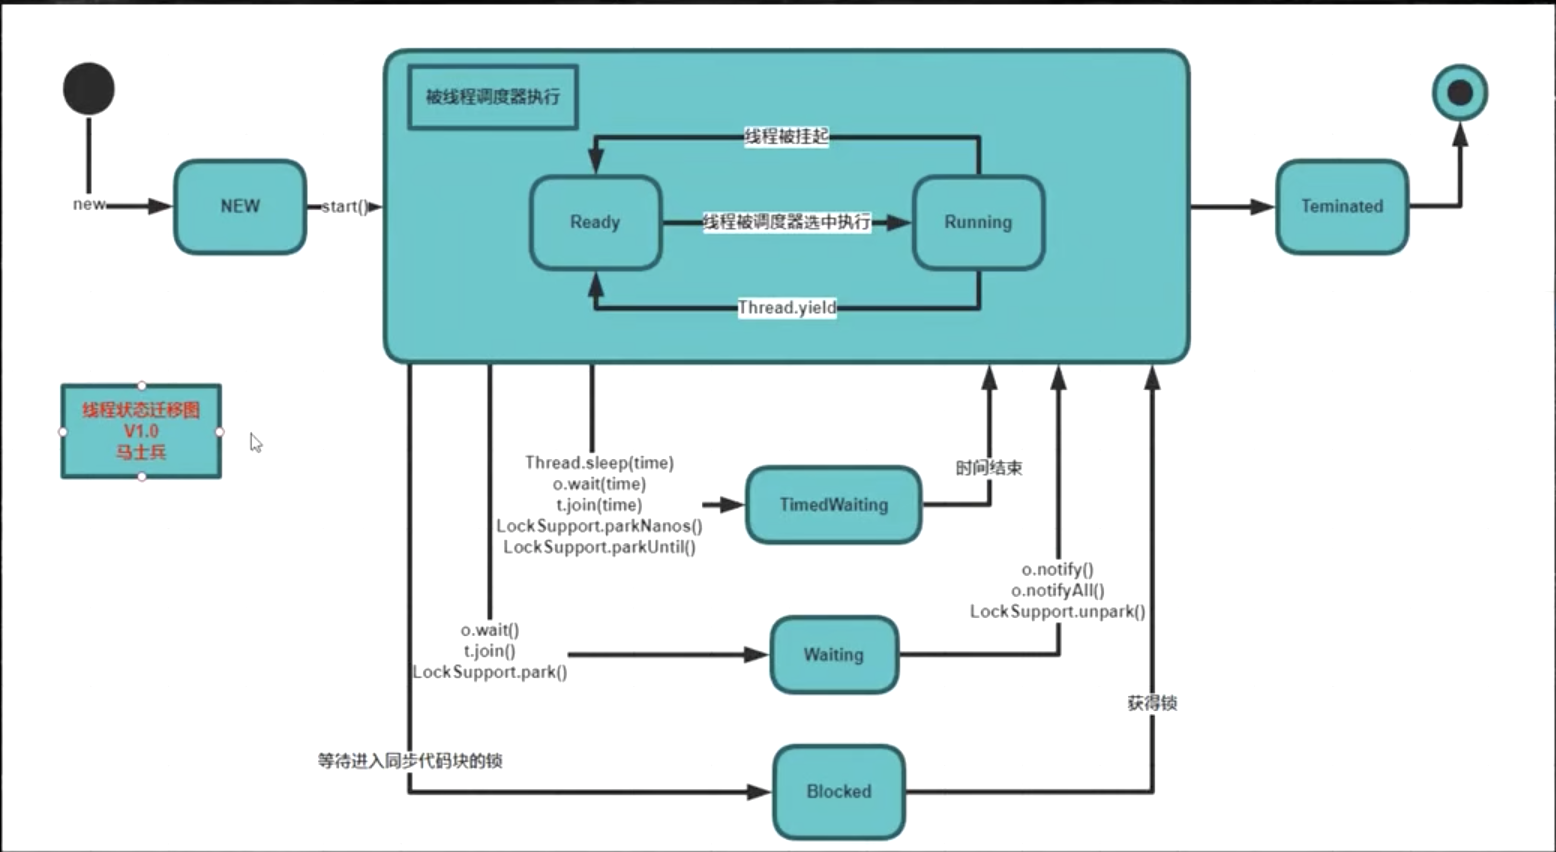 被线程调度器执行
线程被挂起
new
NEW
start()
Ready
线程被调度器选中执行
Running
Teminated
Thread.yield
线程状态迁移图
V1.0
马士兵
Thread.sleep(time)
o.wait(time)
t.join(time)
LockSupport.parkNanos()
LockSupport.parkUntil()
TimedWaiting
时间结束
o.wait()
t.join()
LockSupport.park()
Waiting
o.notify()
o.notifyAll()
LockSupport.unpark()
等待进入同步代码块的锁
Blocked
获得锁